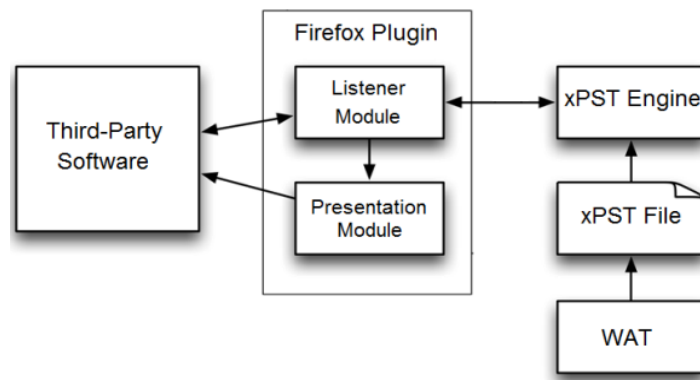 Firefox Plugin
Third-Party
Software
Listener
Module
Presentation
Module
xPST Engine
xPST File
WAT